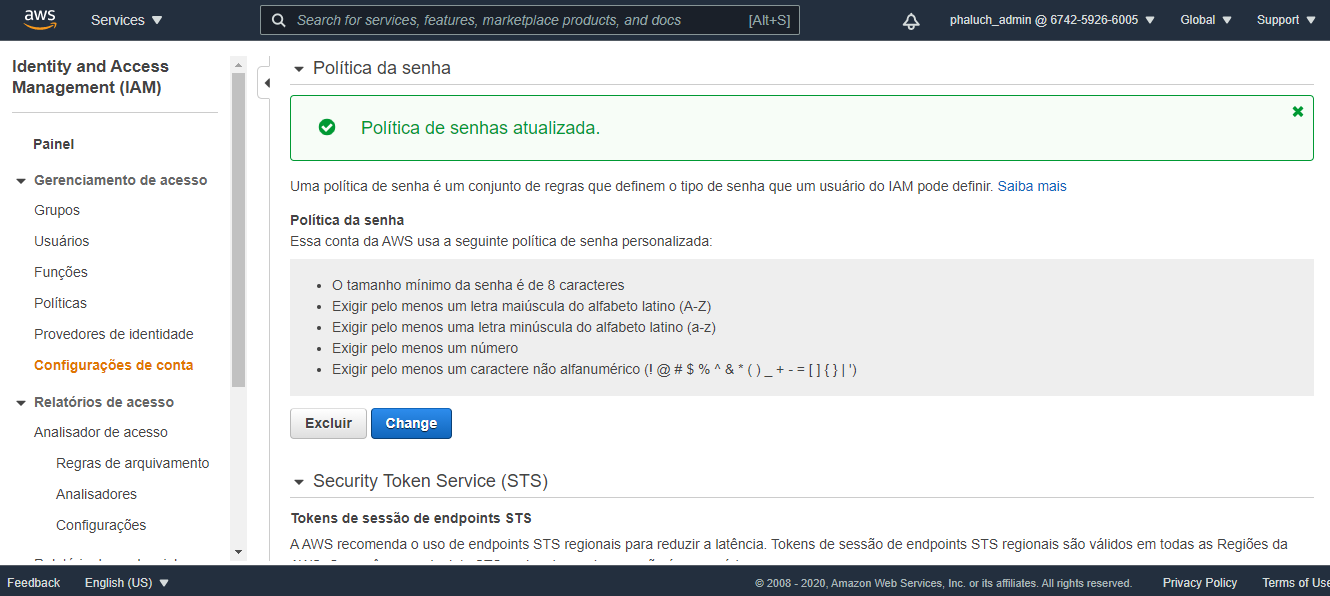 aws
Services
Search for services, features, marketplace products, and docs [Alt+S]
phaluch_admin @ 6742-5926-6005
Global
Support
Identity and Access
Management (IAM)
Painel
Gerenciamento de acesso
Grupos
Usuários
Funções
Políticas
Provedores de identidade
Configurações de conta
Relatórios de acesso
Analisador de acesso
Regras de arquivamento
Analisadores
Configurações
Política da senha
Política de senhas atualizada.
Uma política de senha é um conjunto de regras que definem o tipo de senha que um usuário do IAM pode definir. Saiba mais
Política da senha
Essa conta da AWS usa a seguinte política de senha personalizada:
• O tamanho mínimo da senha é de 8 caracteres
• Exigir pelo menos um letra maiúscula do alfabeto latino (A-Z)
• Exigir pelo menos uma letra minúscula do alfabeto latino (a-z)
• Exigir pelo menos um número
• Exigir pelo menos um caractere não alfanumérico (! @ # $ % ^ & * ( ) _ + - = [ ] { } | ')
Excluir
Change
Security Token Service (STS)
Tokens de sessão de endpoints STS
A AWS recomenda o uso de endpoints STS regionais para reduzir a latência. Tokens de sessão de endpoints STS regionais são válidos em todas as Regiões da
Feedback
English (US)
© 2008 - 2020, Amazon Web Services, Inc. or its affiliates. All rights reserved.
Privacy Policy
Terms of Use